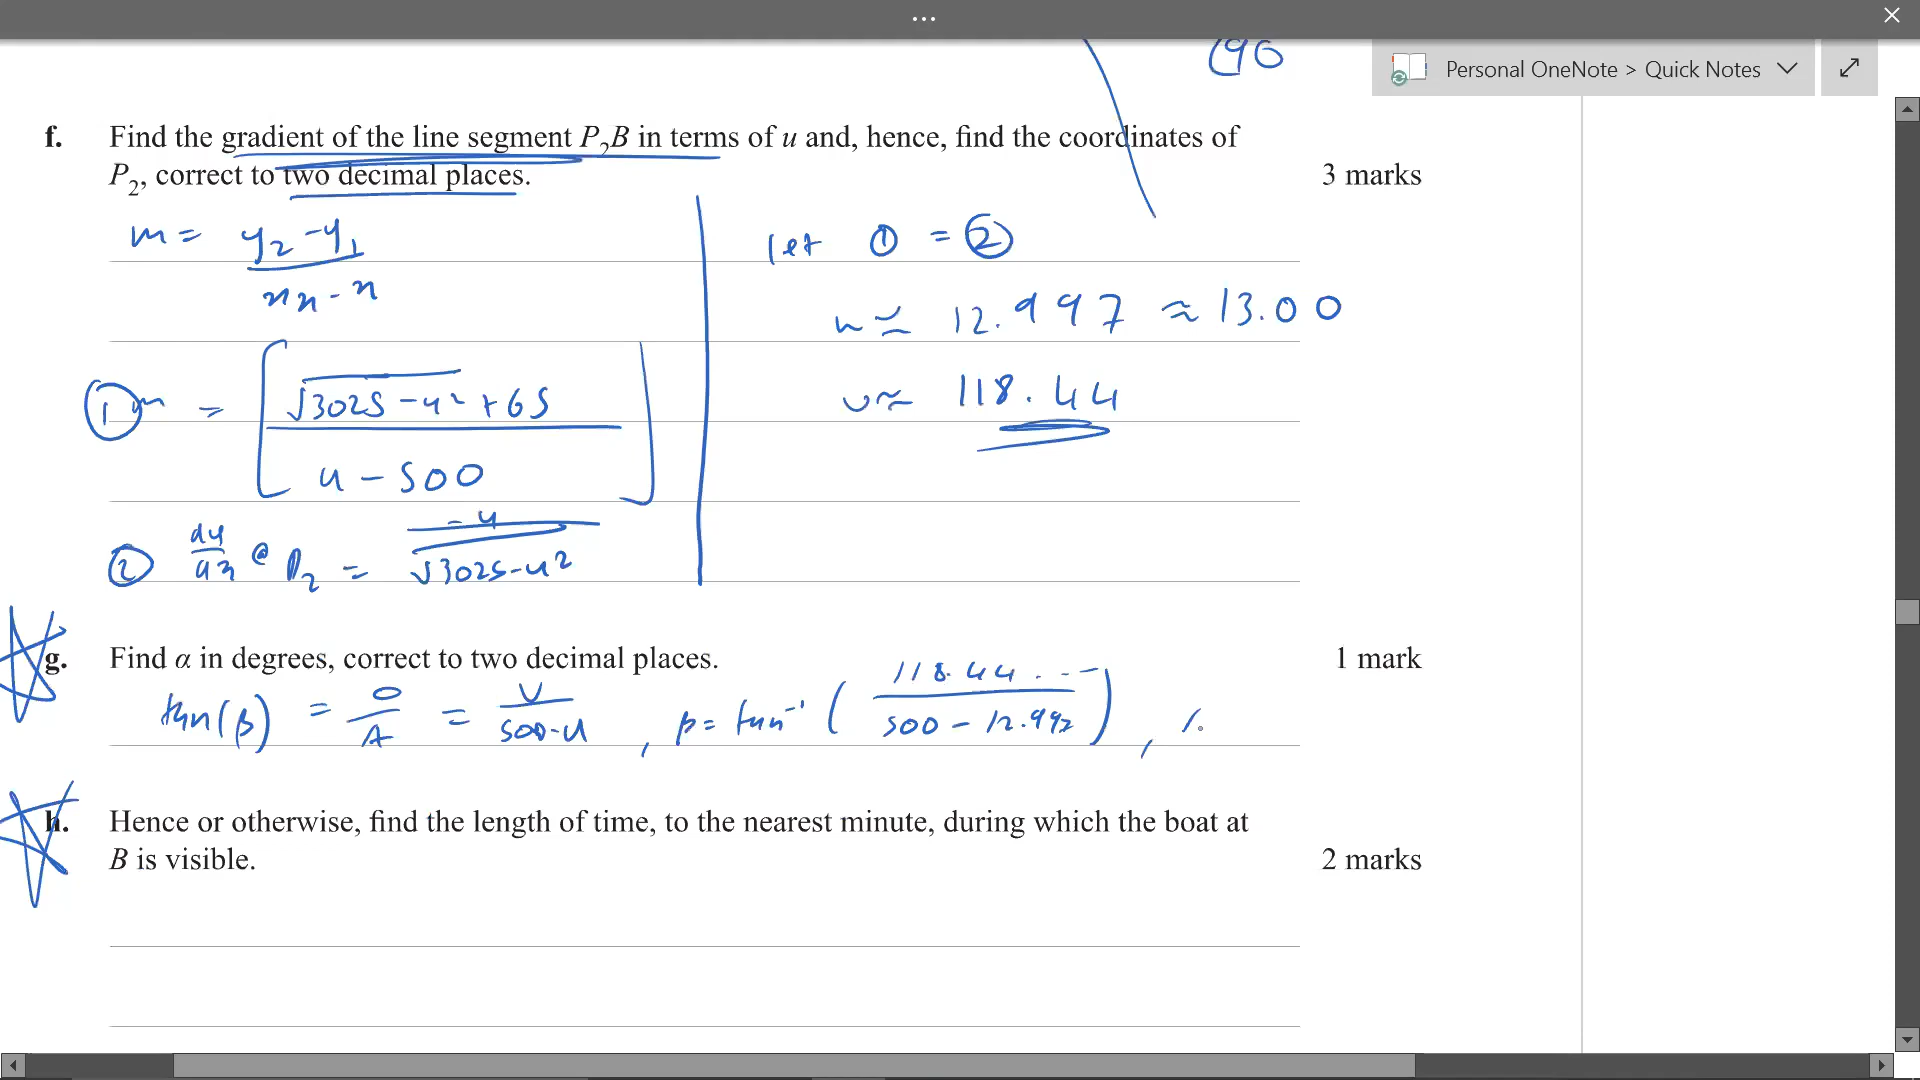 ...
(90
Personal OneNote > Quick Notes
f. Find the gradient of the line segment P₂B in terms of u and, hence, find the coordinates of
P₂, correct to two decimal places.
3 marks
m = y₂ - y₁ / x₂ - x
① m = [ √3025 - u² + 65 / u - 500 ]
② dy/dx @ P₂ = -u / √3025 - u²
let ① = ②
u ≃ 12.997 ≈ 13.00
v ≈ 118.44
g. Find α in degrees, correct to two decimal places.
1 mark
tan(β) = O/A = v / 500-u , β = tan⁻¹ ( 118.44... / 500 - 12.992 ) ,
h. Hence or otherwise, find the length of time, to the nearest minute, during which the boat at
B is visible.
2 marks